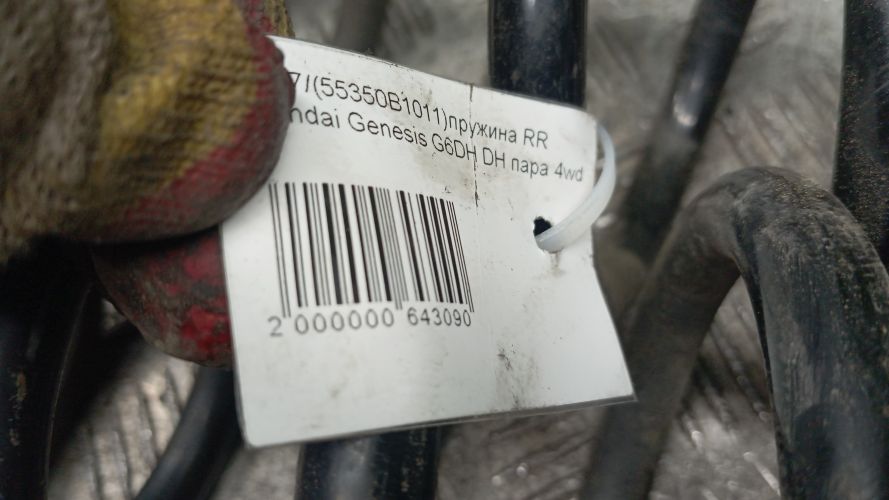 7/(55350B1011)пружина RR
ndai Genesis G6DH DH пара 4wd
2 000000 643090